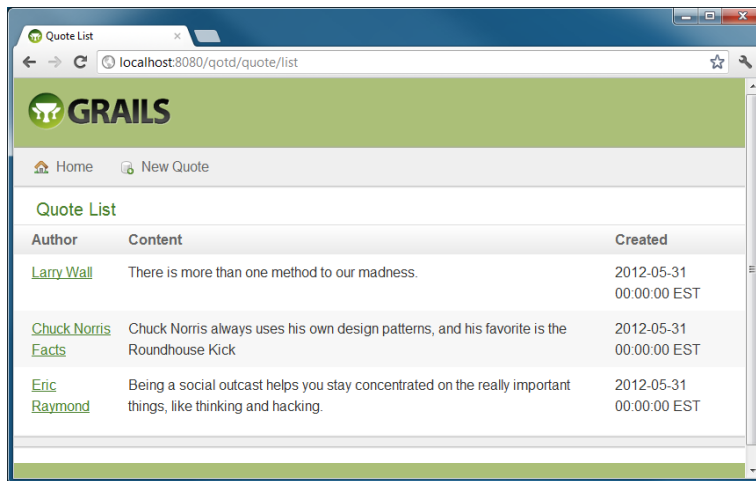 Quote List
localhost:8080/qotd/quote/list
GRAILS
Home New Quote
Quote List
Author Content Created
Larry Wall There is more than one method to our madness. 2012-05-31
00:00:00 EST
Chuck Norris Chuck Norris always uses his own design patterns, and his favorite is the 2012-05-31
Facts Roundhouse Kick 00:00:00 EST
Eric Being a social outcast helps you stay concentrated on the really important 2012-05-31
Raymond things, like thinking and hacking. 00:00:00 EST